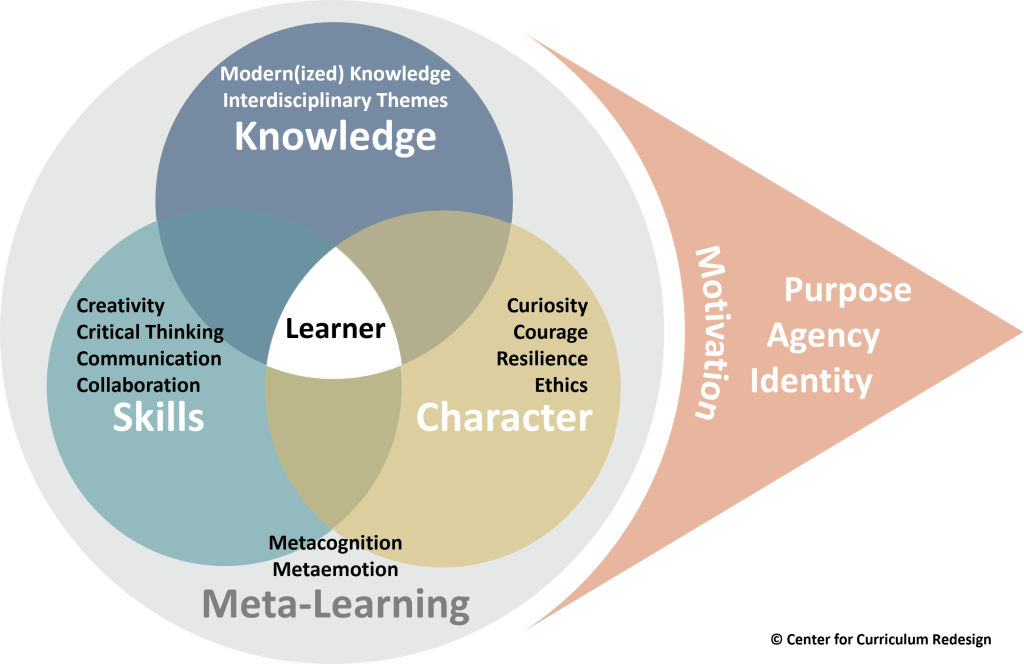 Modern(ized) Knowledge
Interdisciplinary Themes
Knowledge
Creativity
Critical Thinking
Communication
Collaboration
Skills
Learner
Curiosity
Courage
Resilience
Ethics
Character
Metacognition
Metaemotion
Meta-Learning
Motivation
Purpose
Agency
Identity
© Center for Curriculum Redesign